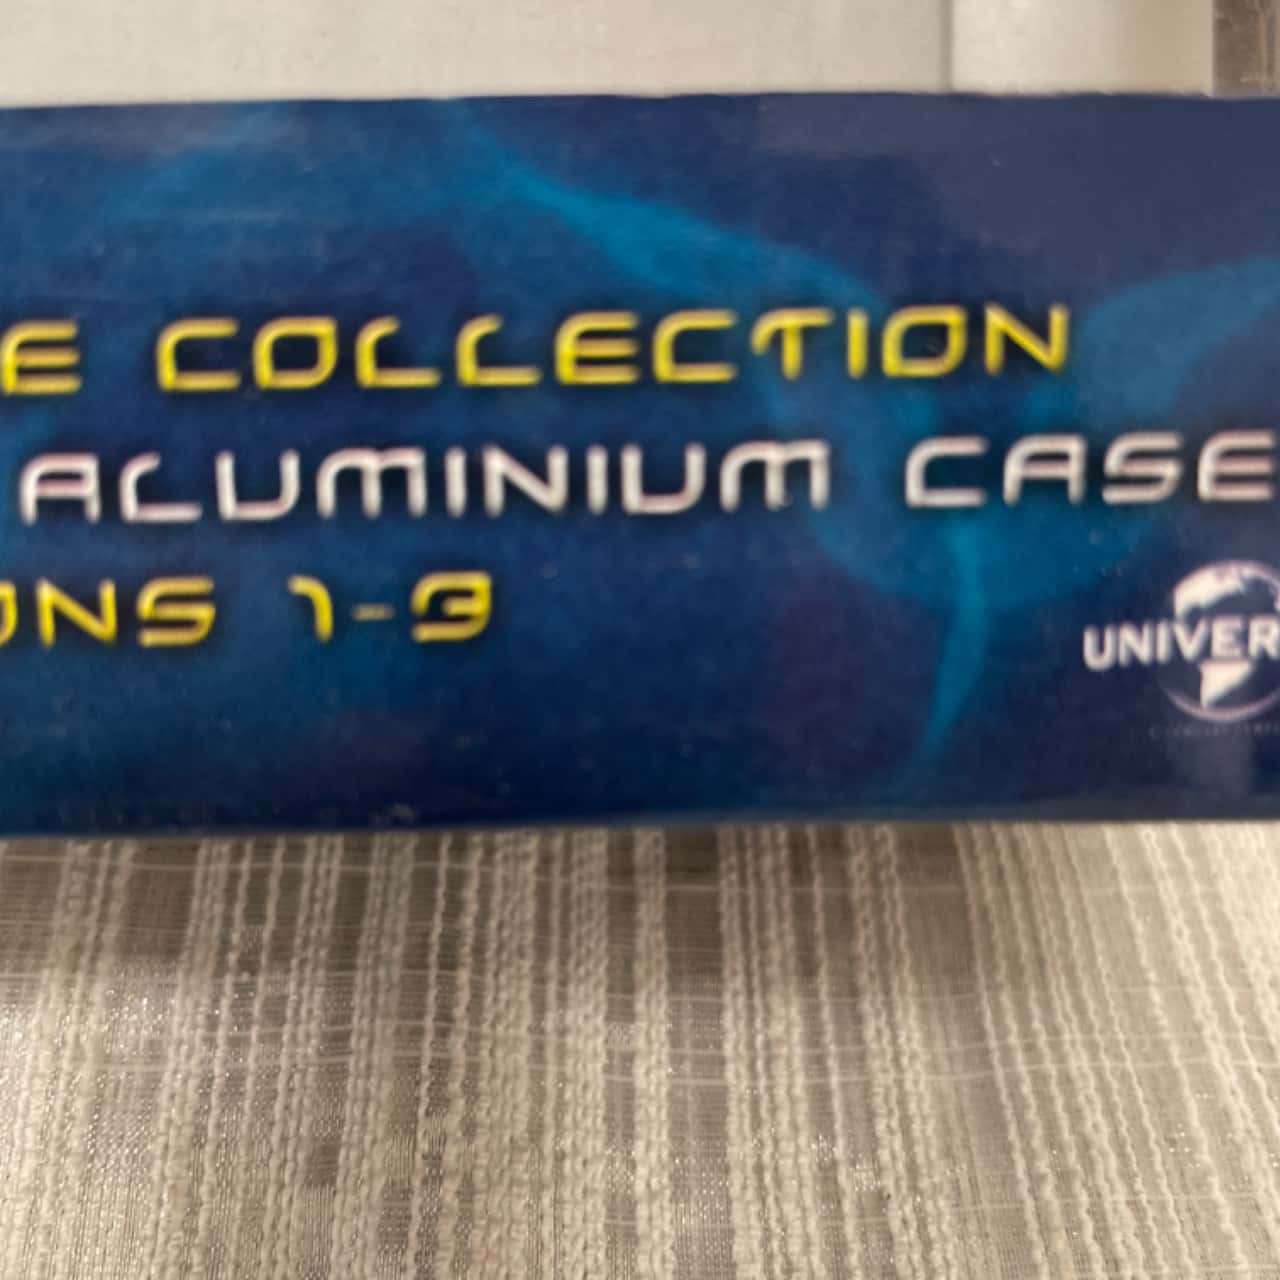 E COLLECTION
ALUMINIUM CASE
ONS 1-3
UNIVER